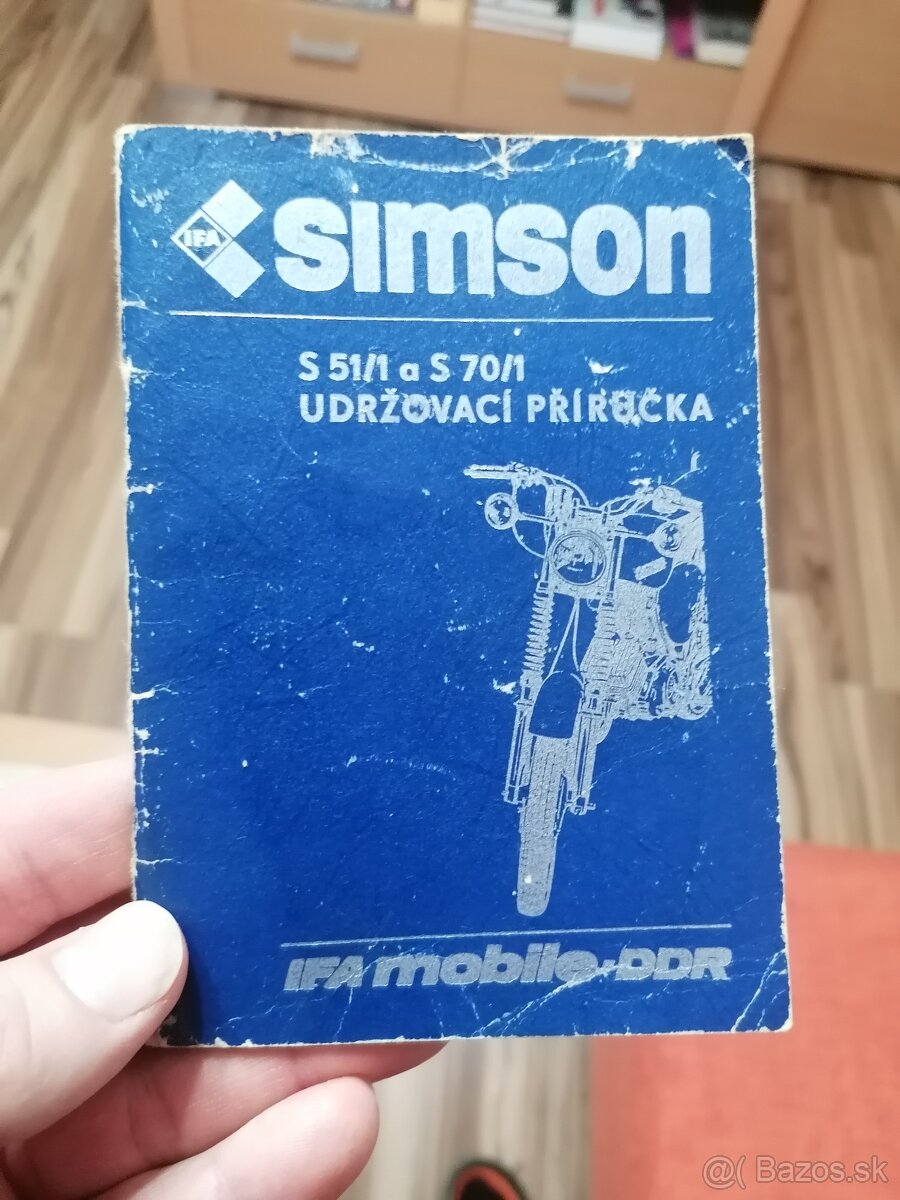 IFA
simson
S 51/1 a S 70/1
UDRŽOVACÍ PŘÍRUČKA
IFA mobile-DDR
@( Bazos.sk